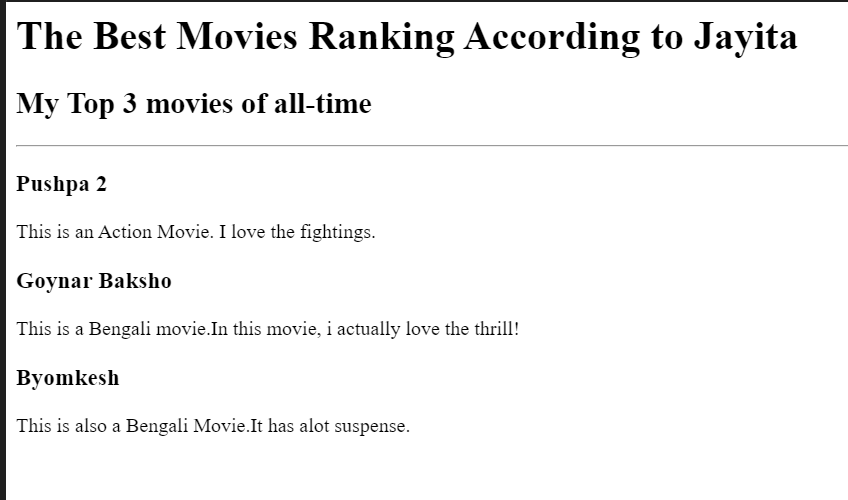 The Best Movies Ranking According to Jayita
My Top 3 movies of all-time
Pushpa 2
This is an Action Movie. I love the fightings.
Goynar Baksho
This is a Bengali movie.In this movie, i actually love the thrill!
Byomkesh
This is also a Bengali Movie.It has alot suspense.